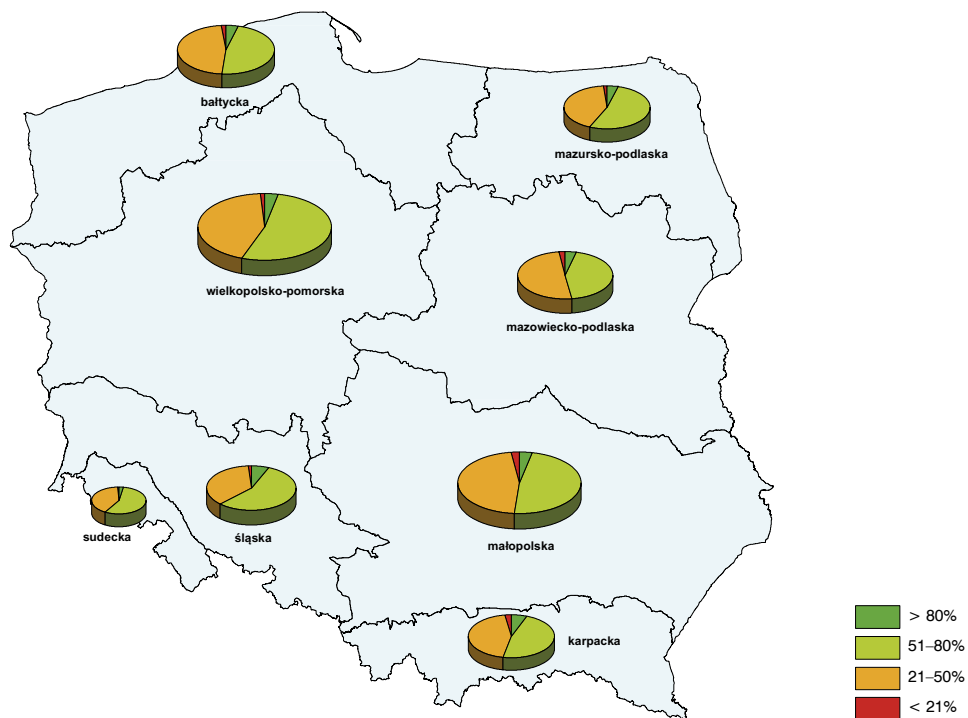 bałtycka
mazursko-podlaska
wielkopolsko-pomorska
mazowiecko-podlaska
sudecka
śląska
małopolska
karpacka
> 80%
51–80%
21–50%
< 21%